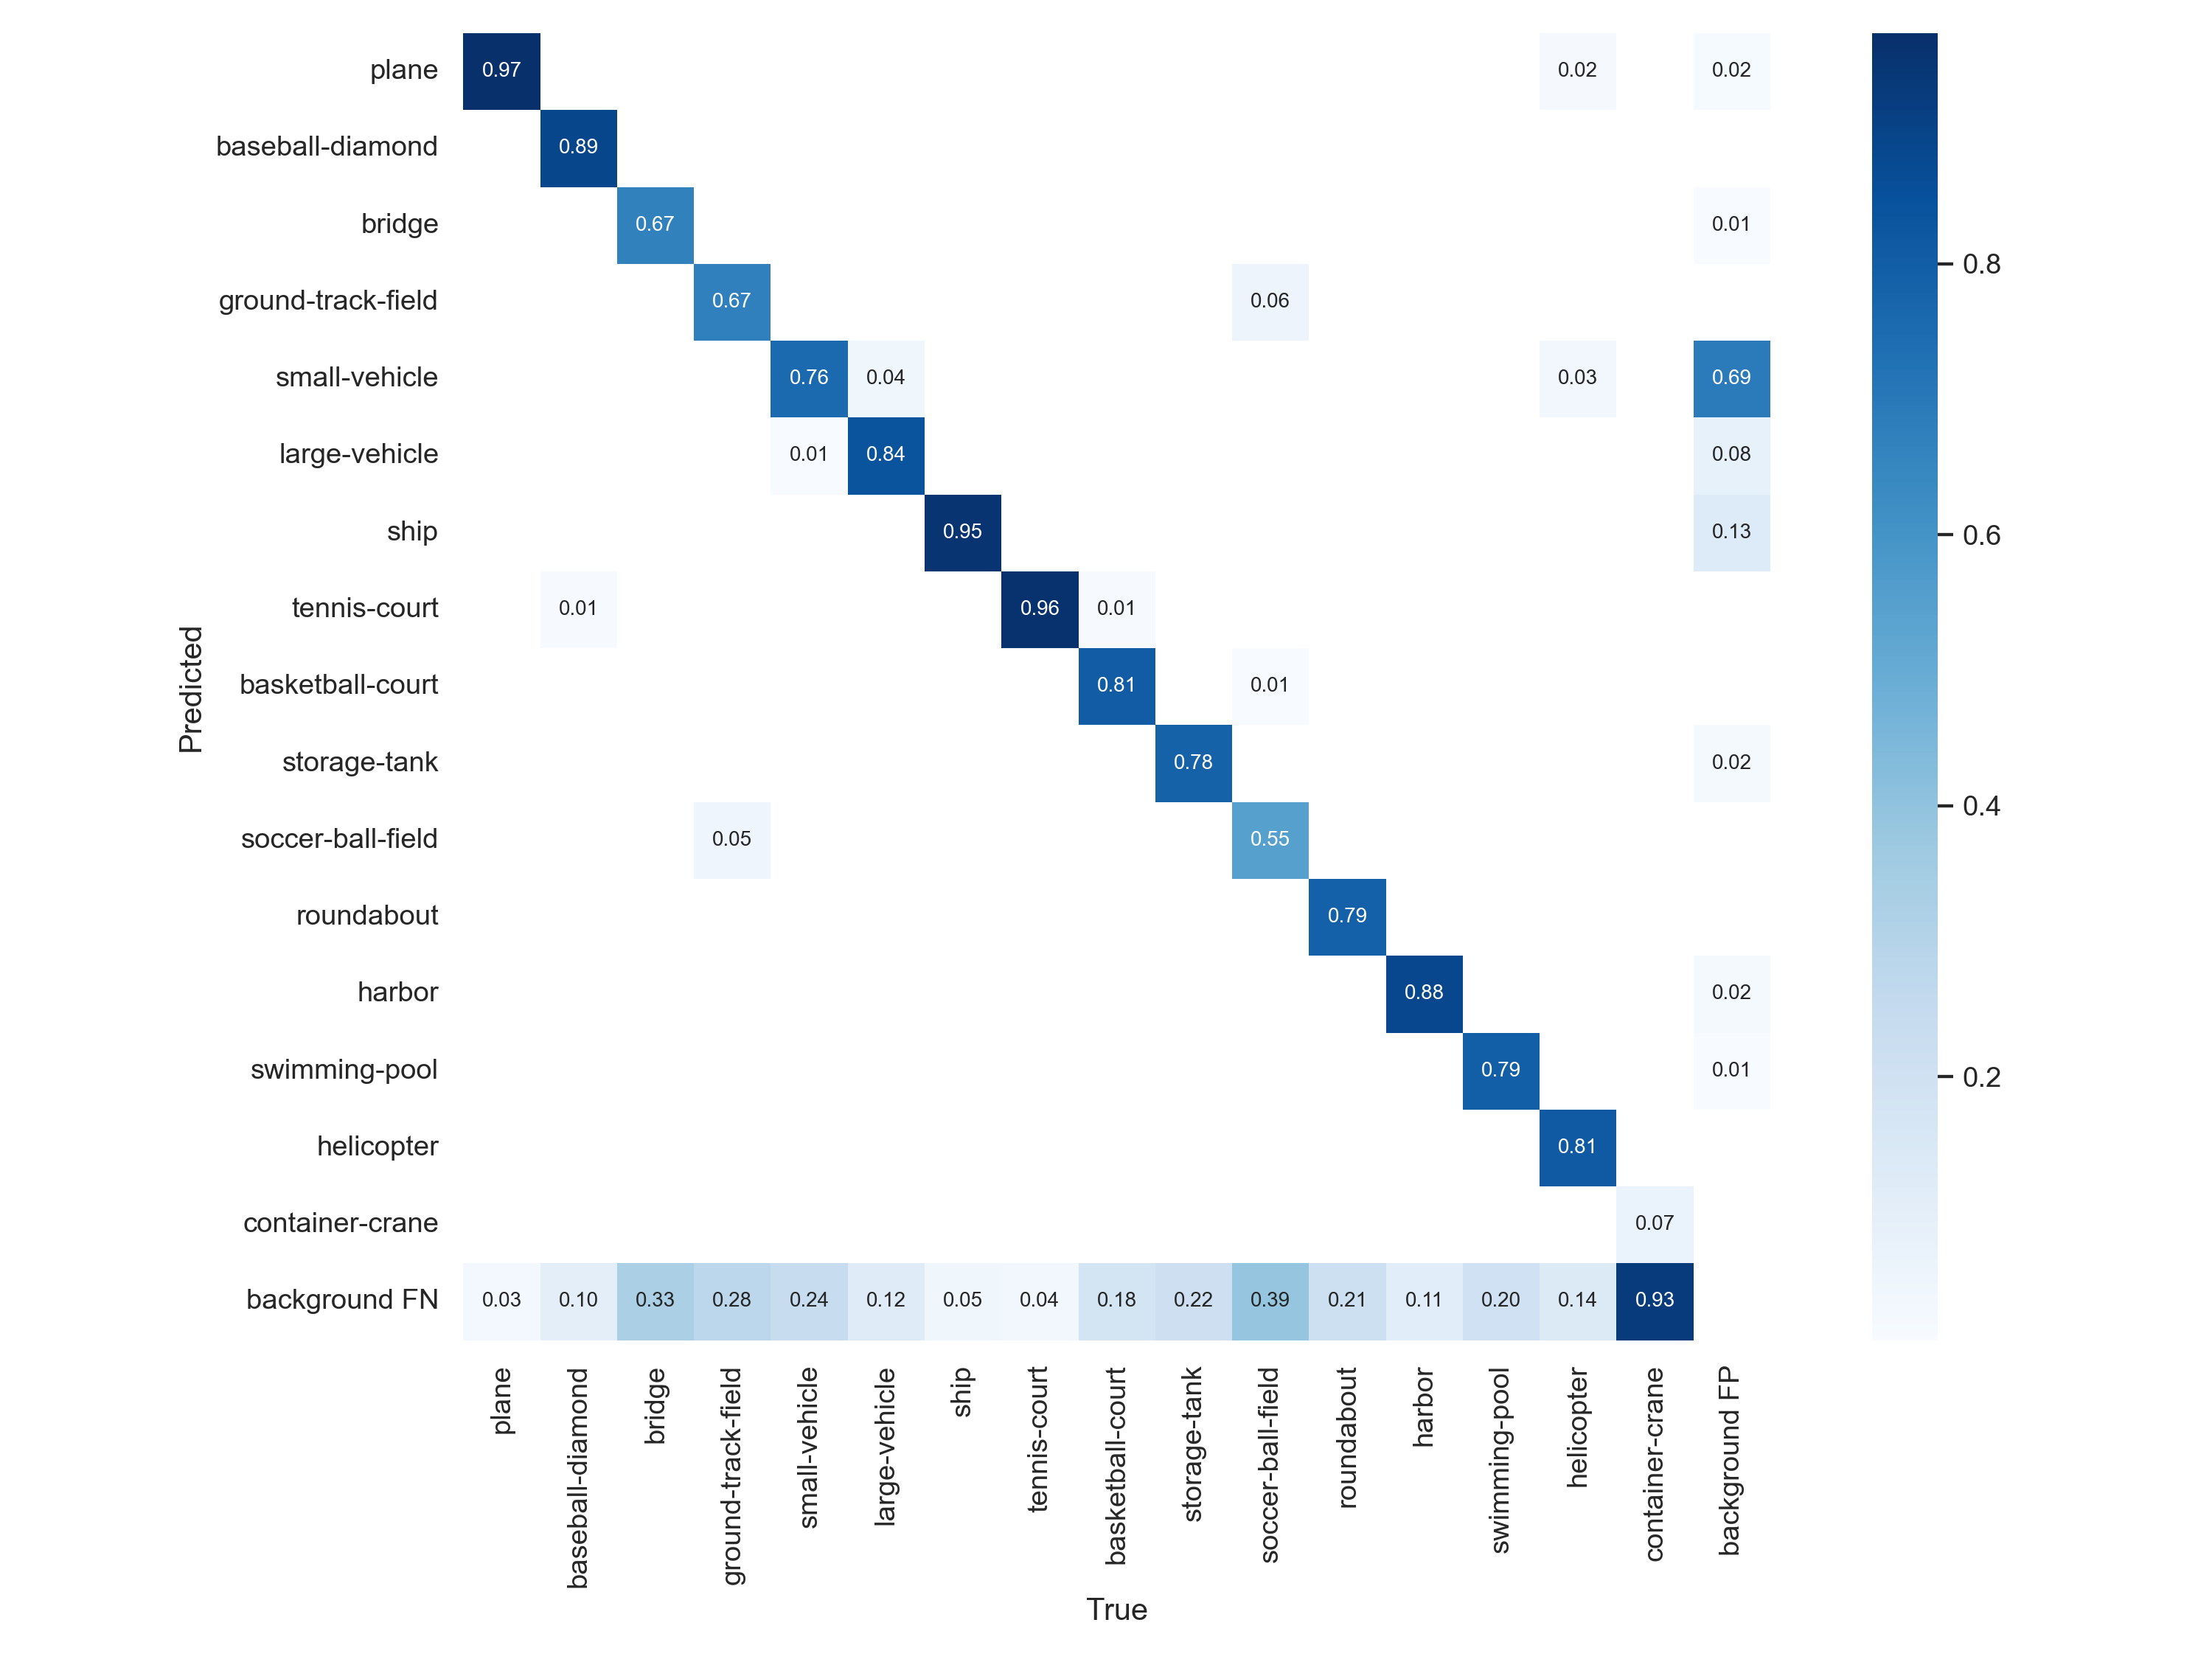 plane 0.97 0.02 0.02
baseball-diamond 0.89
bridge 0.67 0.01
0.8
ground-track-field 0.67 0.06
small-vehicle 0.76 0.04 0.03 0.69
large-vehicle 0.01 0.84 0.08
ship 0.95 0.13
0.6
tennis-court 0.01 0.96 0.01
Predicted
basketball-court 0.81 0.01
storage-tank 0.78 0.02
0.4
soccer-ball-field 0.05 0.55
roundabout 0.79
harbor 0.88 0.02
swimming-pool 0.79 0.01
0.2
helicopter 0.81
container-crane 0.07
background FN 0.03 0.10 0.33 0.28 0.24 0.12 0.05 0.04 0.18 0.22 0.39 0.21 0.11 0.20 0.14 0.93
plane
baseball-diamond
bridge
ground-track-field
small-vehicle
large-vehicle
ship
tennis-court
basketball-court
storage-tank
soccer-ball-field
roundabout
harbor
swimming-pool
helicopter
container-crane
background FP
True